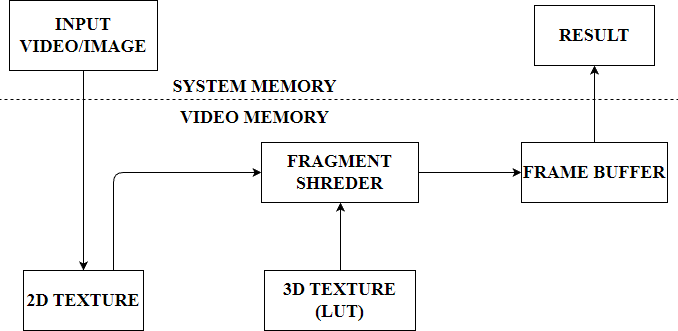 INPUT
VIDEO/IMAGE
RESULT
SYSTEM MEMORY
VIDEO MEMORY
FRAGMENT
SHREDER
FRAME BUFFER
2D TEXTURE
3D TEXTURE
(LUT)